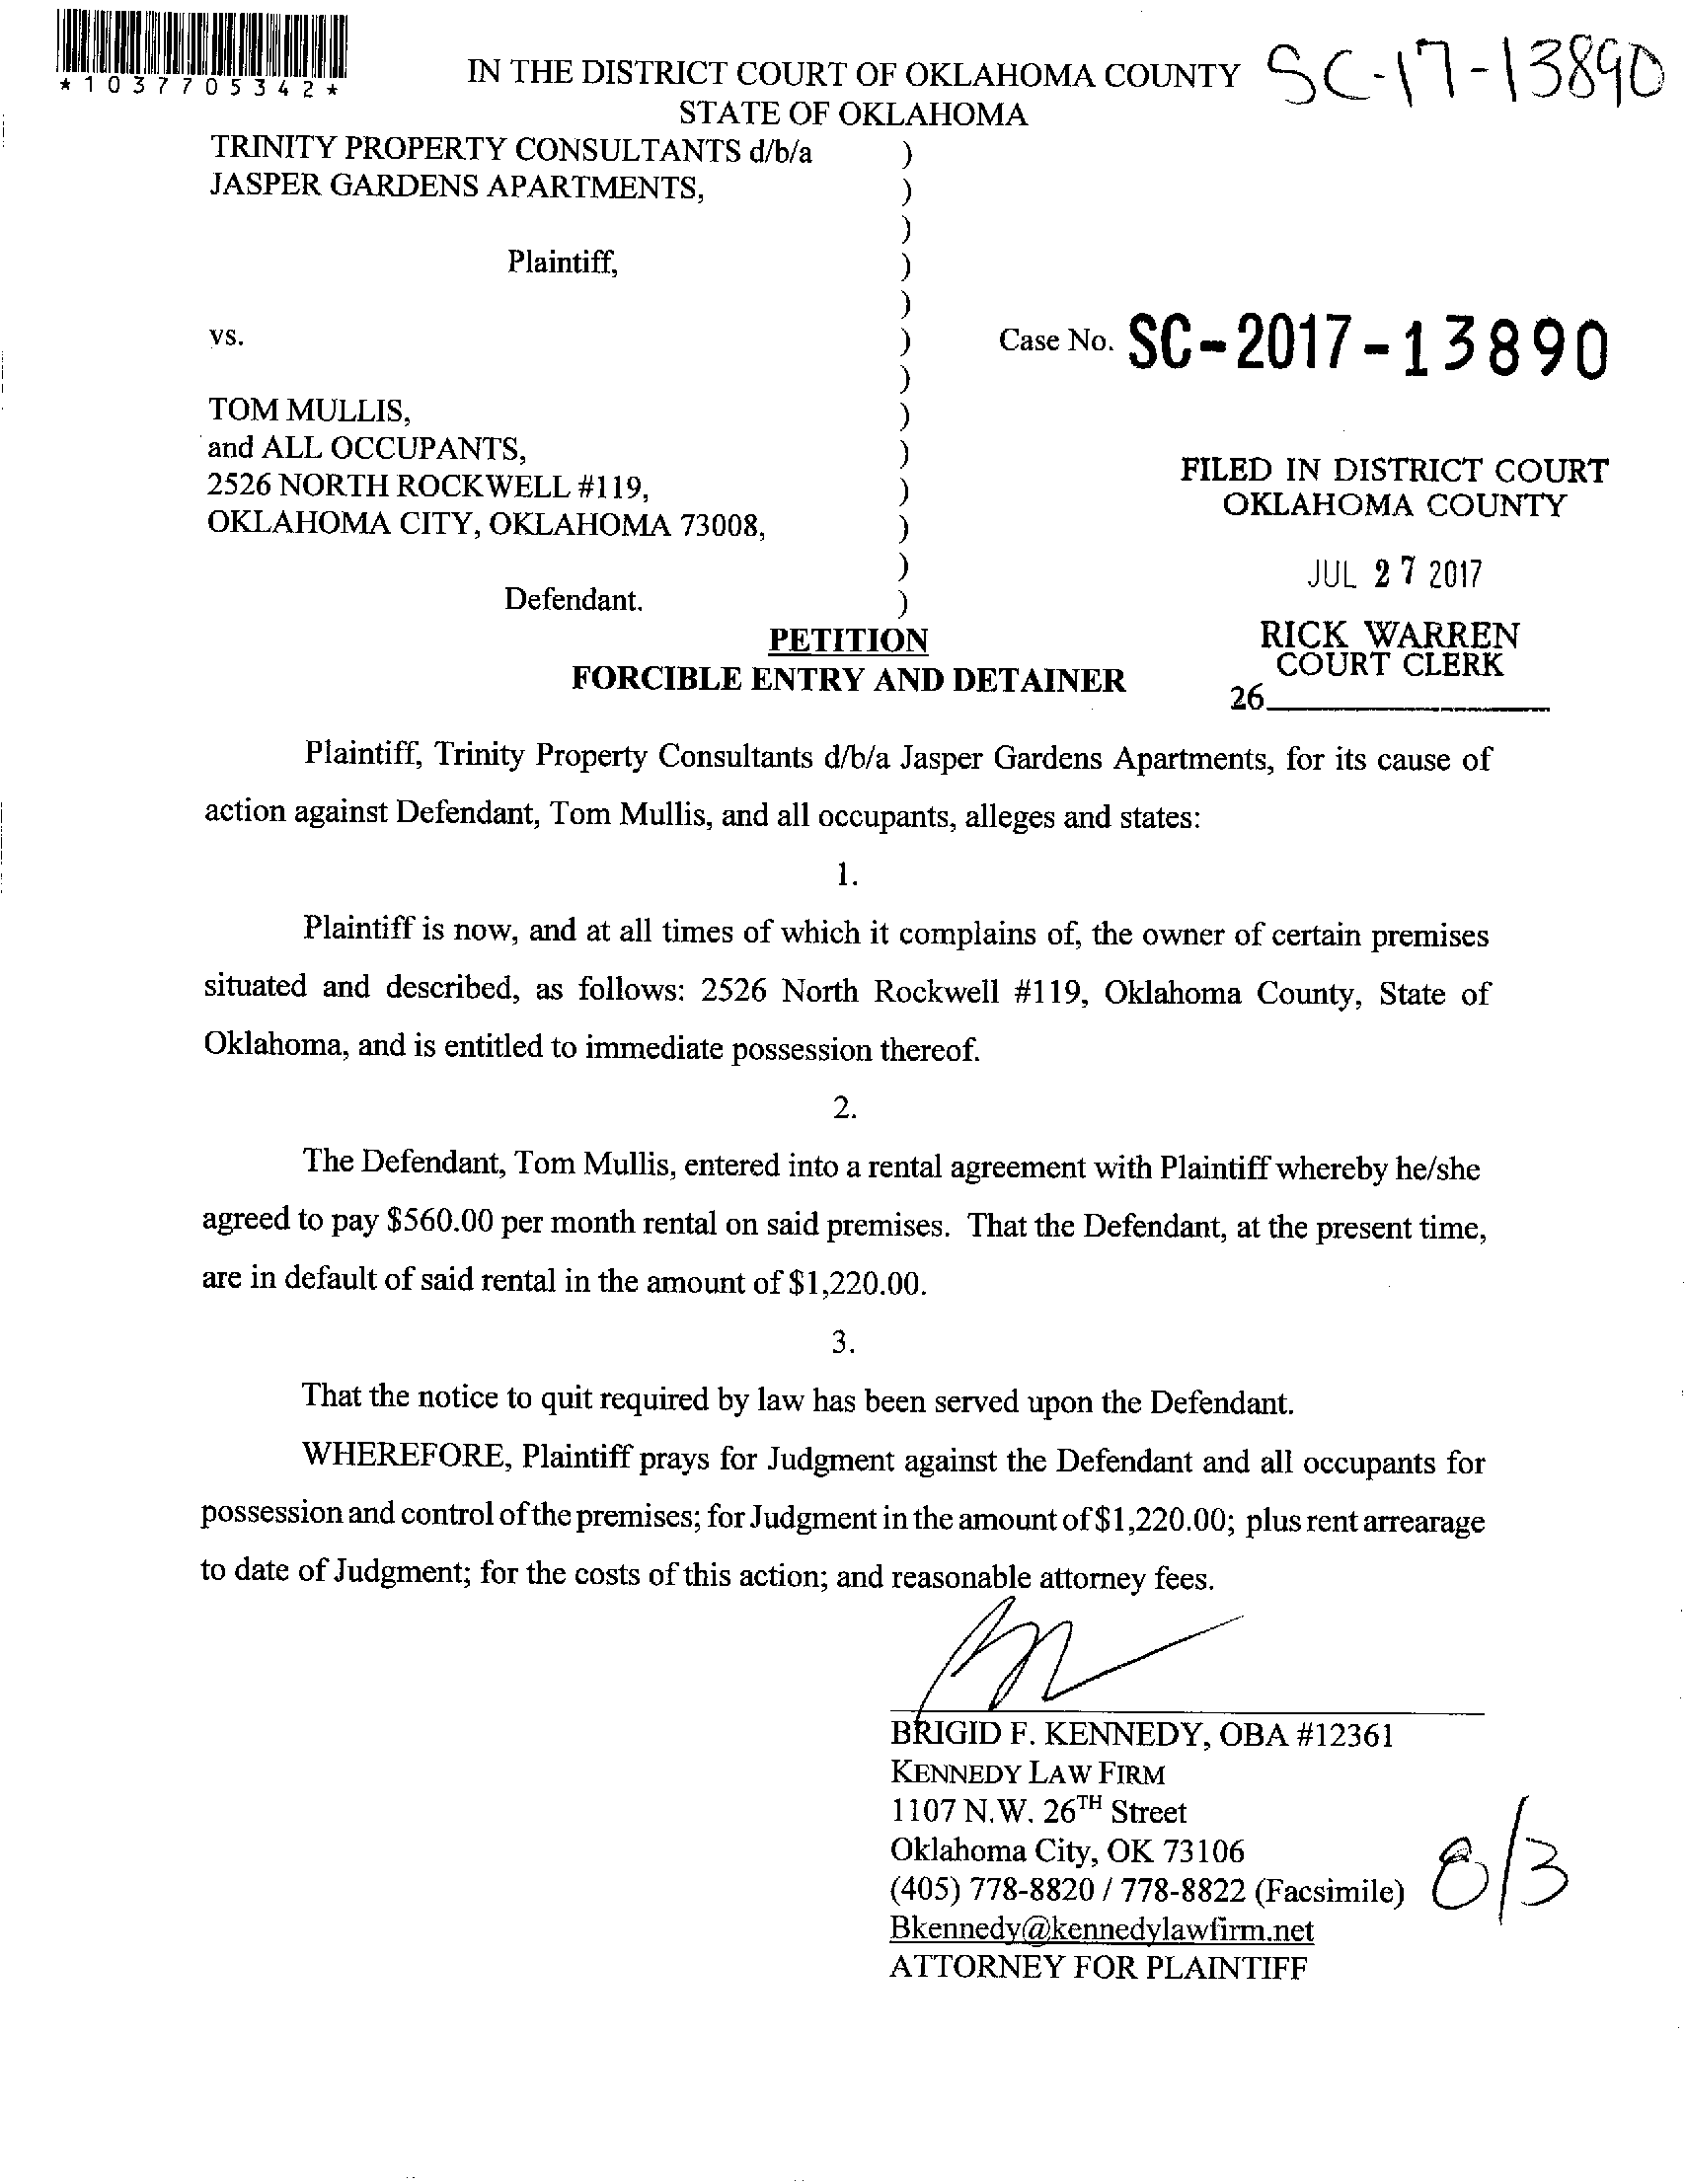 *1037705342*
SC-17-13890
IN THE DISTRICT COURT OF OKLAHOMA COUNTY
STATE OF OKLAHOMA
TRINITY PROPERTY CONSULTANTS d/b/a )
JASPER GARDENS APARTMENTS, )
)
Plaintiff, )
)
vs. ) Case No. SC-2017-13890
)
TOM MULLIS, )
and ALL OCCUPANTS, )
2526 NORTH ROCKWELL #119, )
OKLAHOMA CITY, OKLAHOMA 73008, )
)
Defendant. )
FILED IN DISTRICT COURT
OKLAHOMA COUNTY
JUL 27 2017
RICK WARREN
COURT CLERK
26
PETITION
FORCIBLE ENTRY AND DETAINER
Plaintiff, Trinity Property Consultants d/b/a Jasper Gardens Apartments, for its cause of
action against Defendant, Tom Mullis, and all occupants, alleges and states:
1.
Plaintiff is now, and at all times of which it complains of, the owner of certain premises
situated and described, as follows: 2526 North Rockwell #119, Oklahoma County, State of
Oklahoma, and is entitled to immediate possession thereof.
2.
The Defendant, Tom Mullis, entered into a rental agreement with Plaintiff whereby he/she
agreed to pay $560.00 per month rental on said premises. That the Defendant, at the present time,
are in default of said rental in the amount of $1,220.00.
3.
That the notice to quit required by law has been served upon the Defendant.
WHEREFORE, Plaintiff prays for Judgment against the Defendant and all occupants for
possession and control of the premises; for Judgment in the amount of $1,220.00; plus rent arrearage
to date of Judgment; for the costs of this action; and reasonable attorney fees.
BRIGID F. KENNEDY, OBA #12361
KENNEDY LAW FIRM
1107 N.W. 26TH Street
Oklahoma City, OK 73106
(405) 778-8820 / 778-8822 (Facsimile)
Bkennedy@kennedylawfirm.net
ATTORNEY FOR PLAINTIFF
8/3